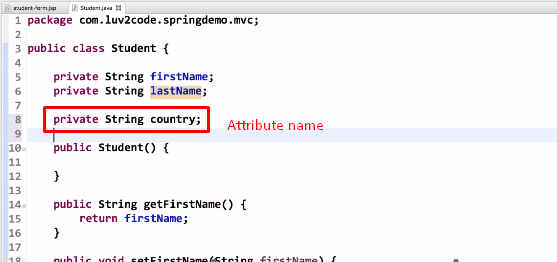 student-form.jsp Student.java
1 package com.luv2code.springdemo.mvc;
2
3 public class Student {
4
5 private String firstName;
6 private String lastName;
7
8 private String country; Attribute name
9
10 public Student() {
11
12 }
13
14 public String getFirstName() {
15 return firstName;
16 }
17
18 public void setFirstName(String firstName) {